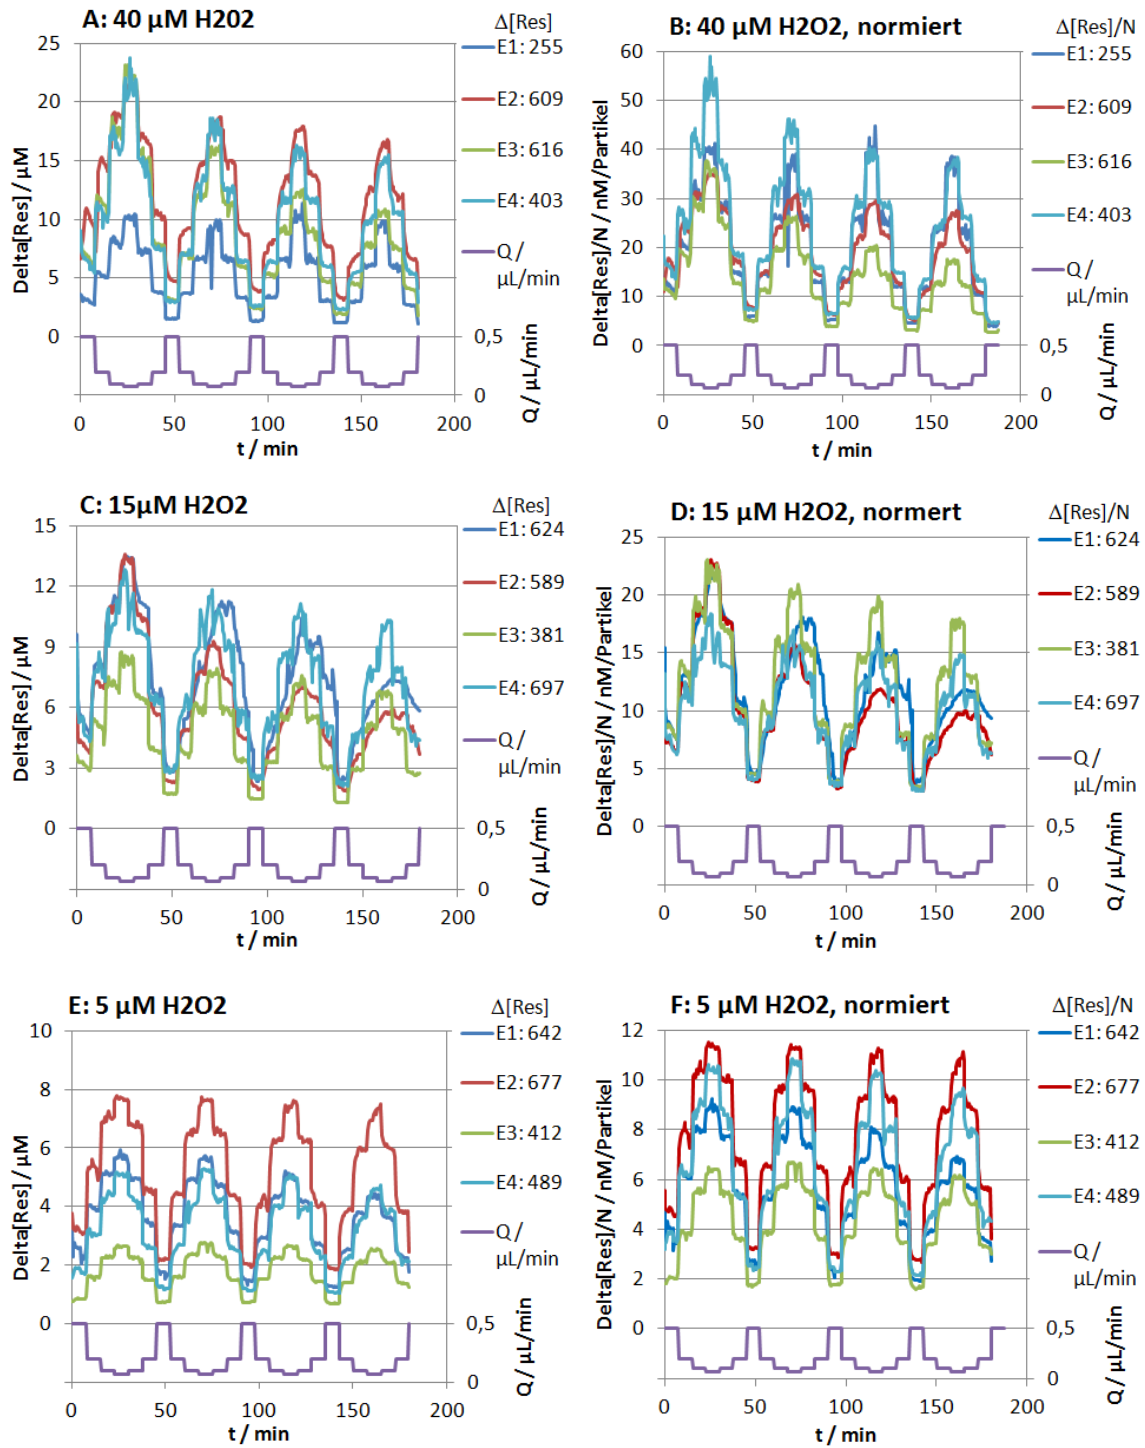 A: 40 µM H202
Δ[Res]
25
20
15
10
5
0
Delta[Res] / µM
E1: 255
E2: 609
E3: 616
E4: 403
Q /
µL/min
0,5
0
Q / µL/min
0
50
100
150
200
t / min
B: 40 µM H2O2, normiert
Δ[Res]/N
60
50
40
30
20
10
0
Delta[Res]/N / nM/Partikel
E1: 255
E2: 609
E3: 616
E4: 403
Q /
µL/min
0,5
0
Q / µL/min
0
50
100
150
200
t / min
C: 15µM H2O2
Δ[Res]
15
12
9
6
3
0
Delta[Res] / µM
E1: 624
E2: 589
E3: 381
E4: 697
Q /
µL/min
0,5
0
Q / µL/min
0
50
100
150
200
t / min
D: 15 µM H2O2, normert
Δ[Res]/N
25
20
15
10
5
0
Delta[Res]/N / nM/Partikel
E1: 624
E2: 589
E3: 381
E4: 697
Q /
µL/min
0,5
0
Q / µL/min
0
50
100
150
200
t / min
E: 5 µM H2O2
Δ[Res]
10
8
6
4
2
0
Delta[Res] / µM
E1: 642
E2: 677
E3: 412
E4: 489
Q /
µL/min
0,5
0
Q / µL/min
0
50
100
150
200
t / min
F: 5 µM H2O2, normiert
Δ[Res]/N
12
10
8
6
4
2
0
Delta[Res]/N / nM/Partikel
E1: 642
E2: 677
E3: 412
E4: 489
Q /
µL/min
0,5
0
Q / µL/min
0
50
100
150
200
t / min